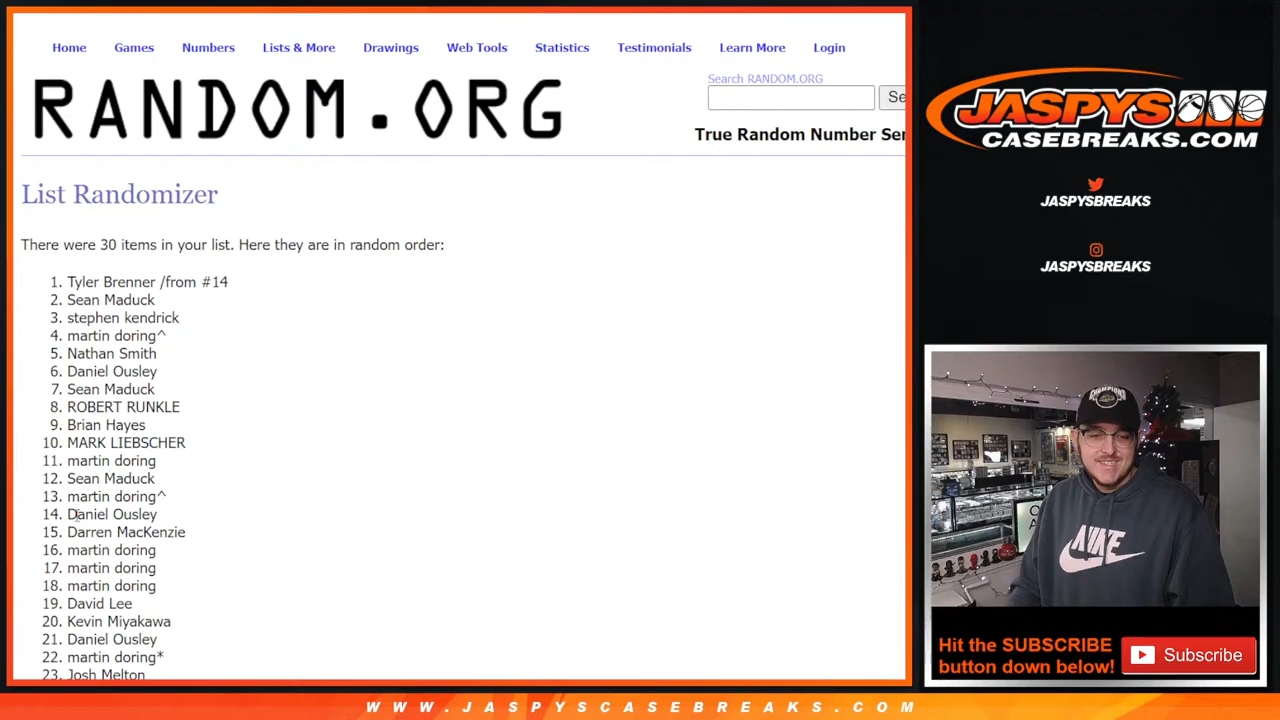 Home Games Numbers Lists & More Drawings Web Tools Statistics Testimonials Learn More Login
Search RANDOM.ORG
RANDOM.ORG
Se
True Random Number Ser
List Randomizer
There were 30 items in your list. Here they are in random order:
1. Tyler Brenner /from #14
2. Sean Maduck
3. stephen kendrick
4. martin doring^
5. Nathan Smith
6. Daniel Ousley
7. Sean Maduck
8. ROBERT RUNKLE
9. Brian Hayes
10. MARK LIEBSCHER
11. martin doring
12. Sean Maduck
13. martin doring^
14. Daniel Ousley
15. Darren MacKenzie
16. martin doring
17. martin doring
18. martin doring
19. David Lee
20. Kevin Miyakawa
21. Daniel Ousley
22. martin doring*
23. Josh Melton
JASPYS
CASEBREAKS.COM
JASPYSBREAKS
JASPYSBREAKS
CHAMPIONS
NIKE
Hit the SUBSCRIBE
button down below!
Subscribe
WWW.JASPYSCASEBREAKS.COM